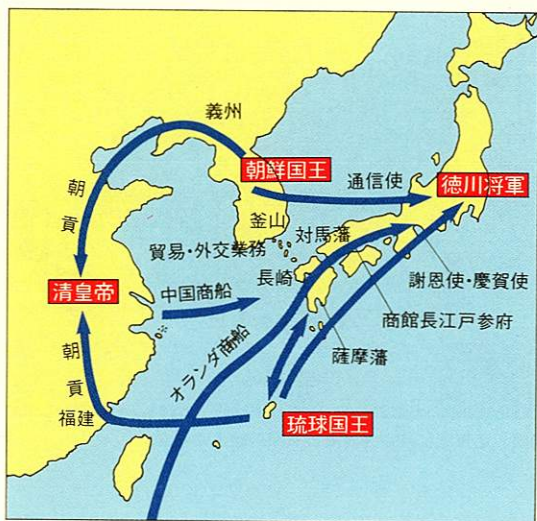 義州
朝鮮国王
通信使
徳川将軍
朝貢
釜山
対馬藩
貿易・外交業務
長崎
謝恩使・慶賀使
清皇帝
中国商船
商館長江戸参府
オランダ商船
薩摩藩
朝貢
福建
琉球国王